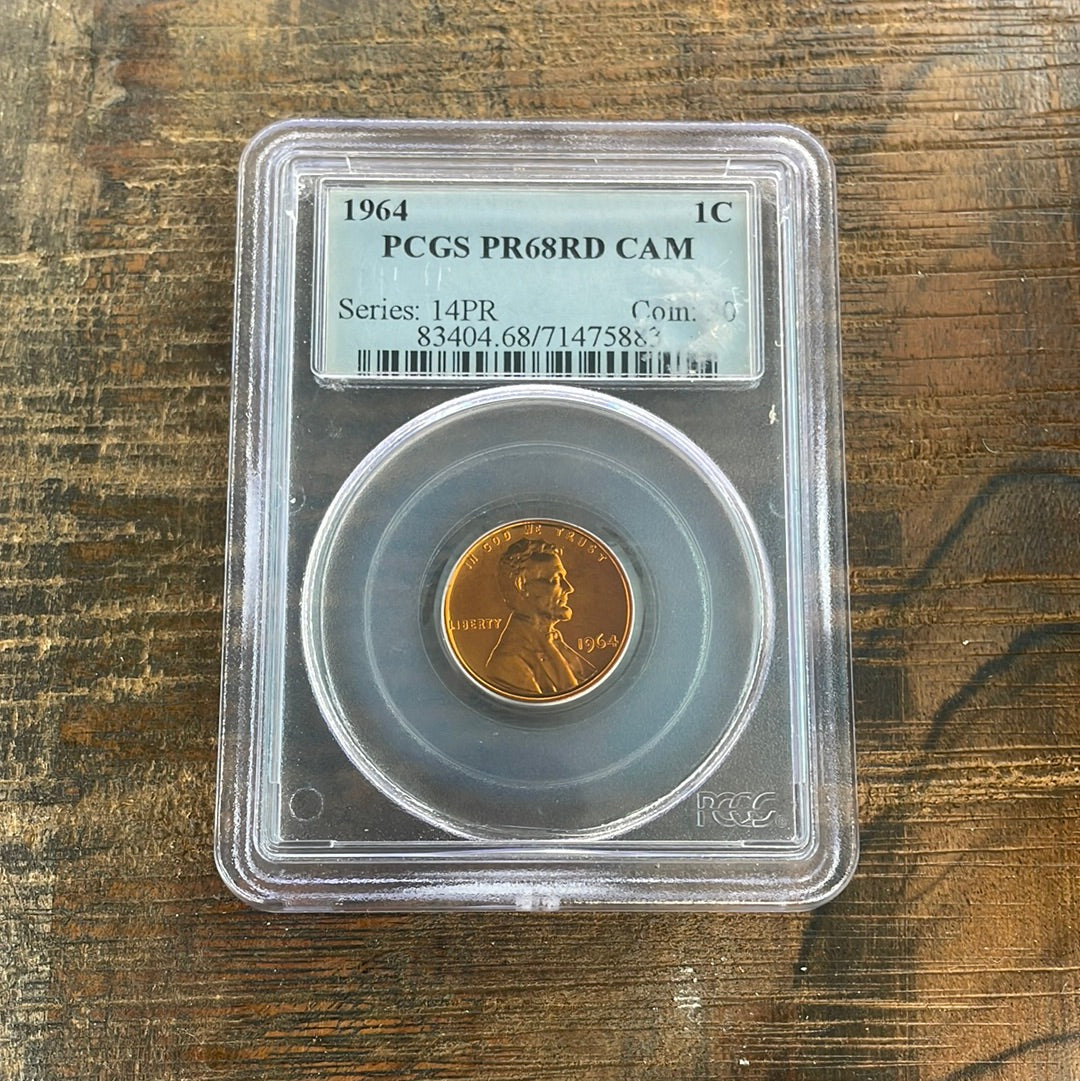 1964 1C
PCGS PR68RD CAM
Series: 14PR Coin:
83404.68/71475883
IN GOD WE TRUST
LIBERTY
1964
PCGS